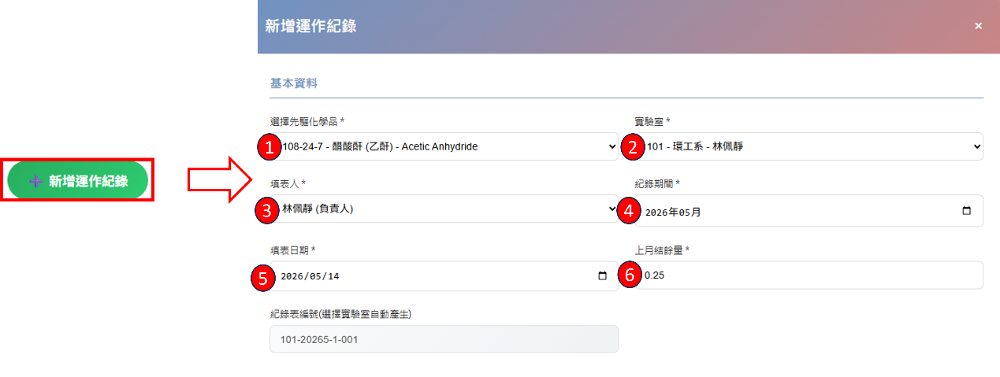 新增運作紀錄
×
基本資料
選擇先驅化學品 *
實驗室 *
1 108-24-7 - 醋酸酐 (乙酐) - Acetic Anhydride
2 101 - 環工系 - 林佩靜
新增運作紀錄
填表人 *
紀錄期間 *
3 林佩靜 (負責人)
4 2026年05月
填表日期 *
上月結餘量 *
5 2026/05/14
6 0.25
紀錄表編號(選擇實驗室自動產生)
101-20265-1-001